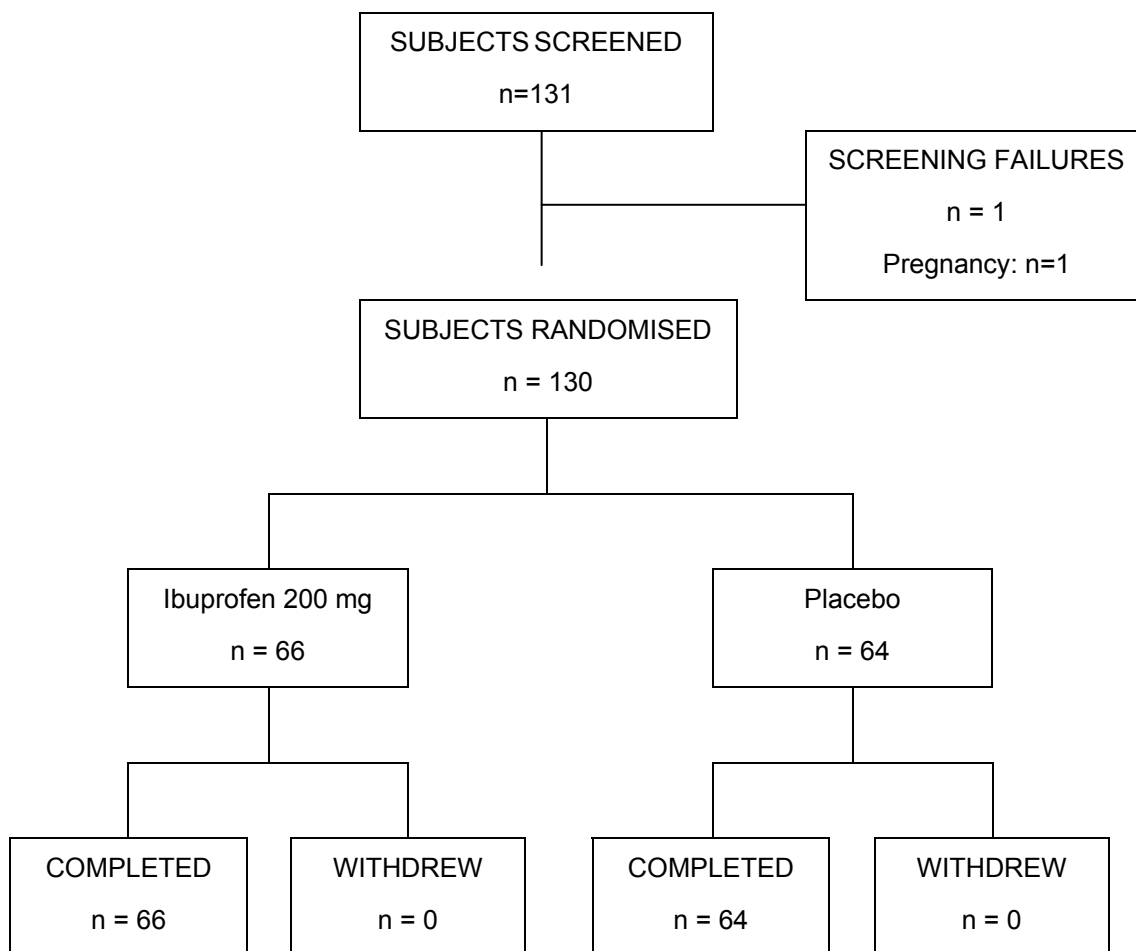 SUBJECTS SCREENED
n=131
SCREENING FAILURES
n = 1
Pregnancy: n=1
SUBJECTS RANDOMISED
n = 130
Ibuprofen 200 mg
n = 66
Placebo
n = 64
COMPLETED
n = 66
WITHDREW
n = 0
COMPLETED
n = 64
WITHDREW
n = 0